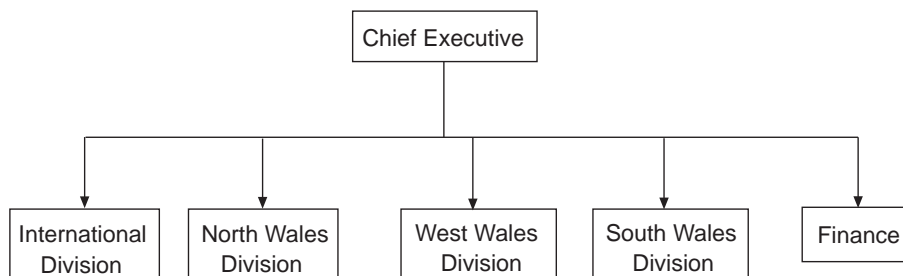 Chief Executive
International
Division
North Wales
Division
West Wales
Division
South Wales
Division
Finance